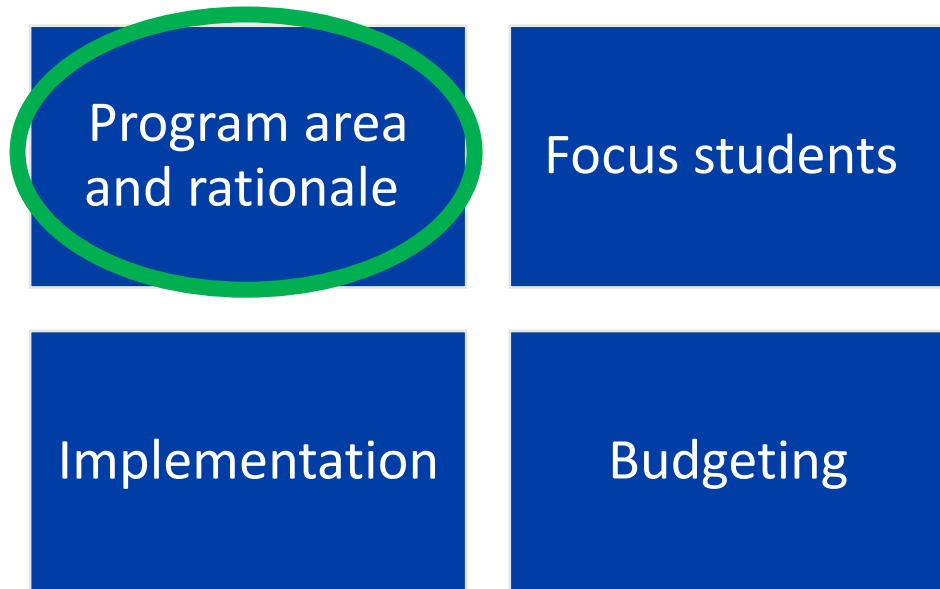 Program area
and rationale
Focus students
Implementation
Budgeting